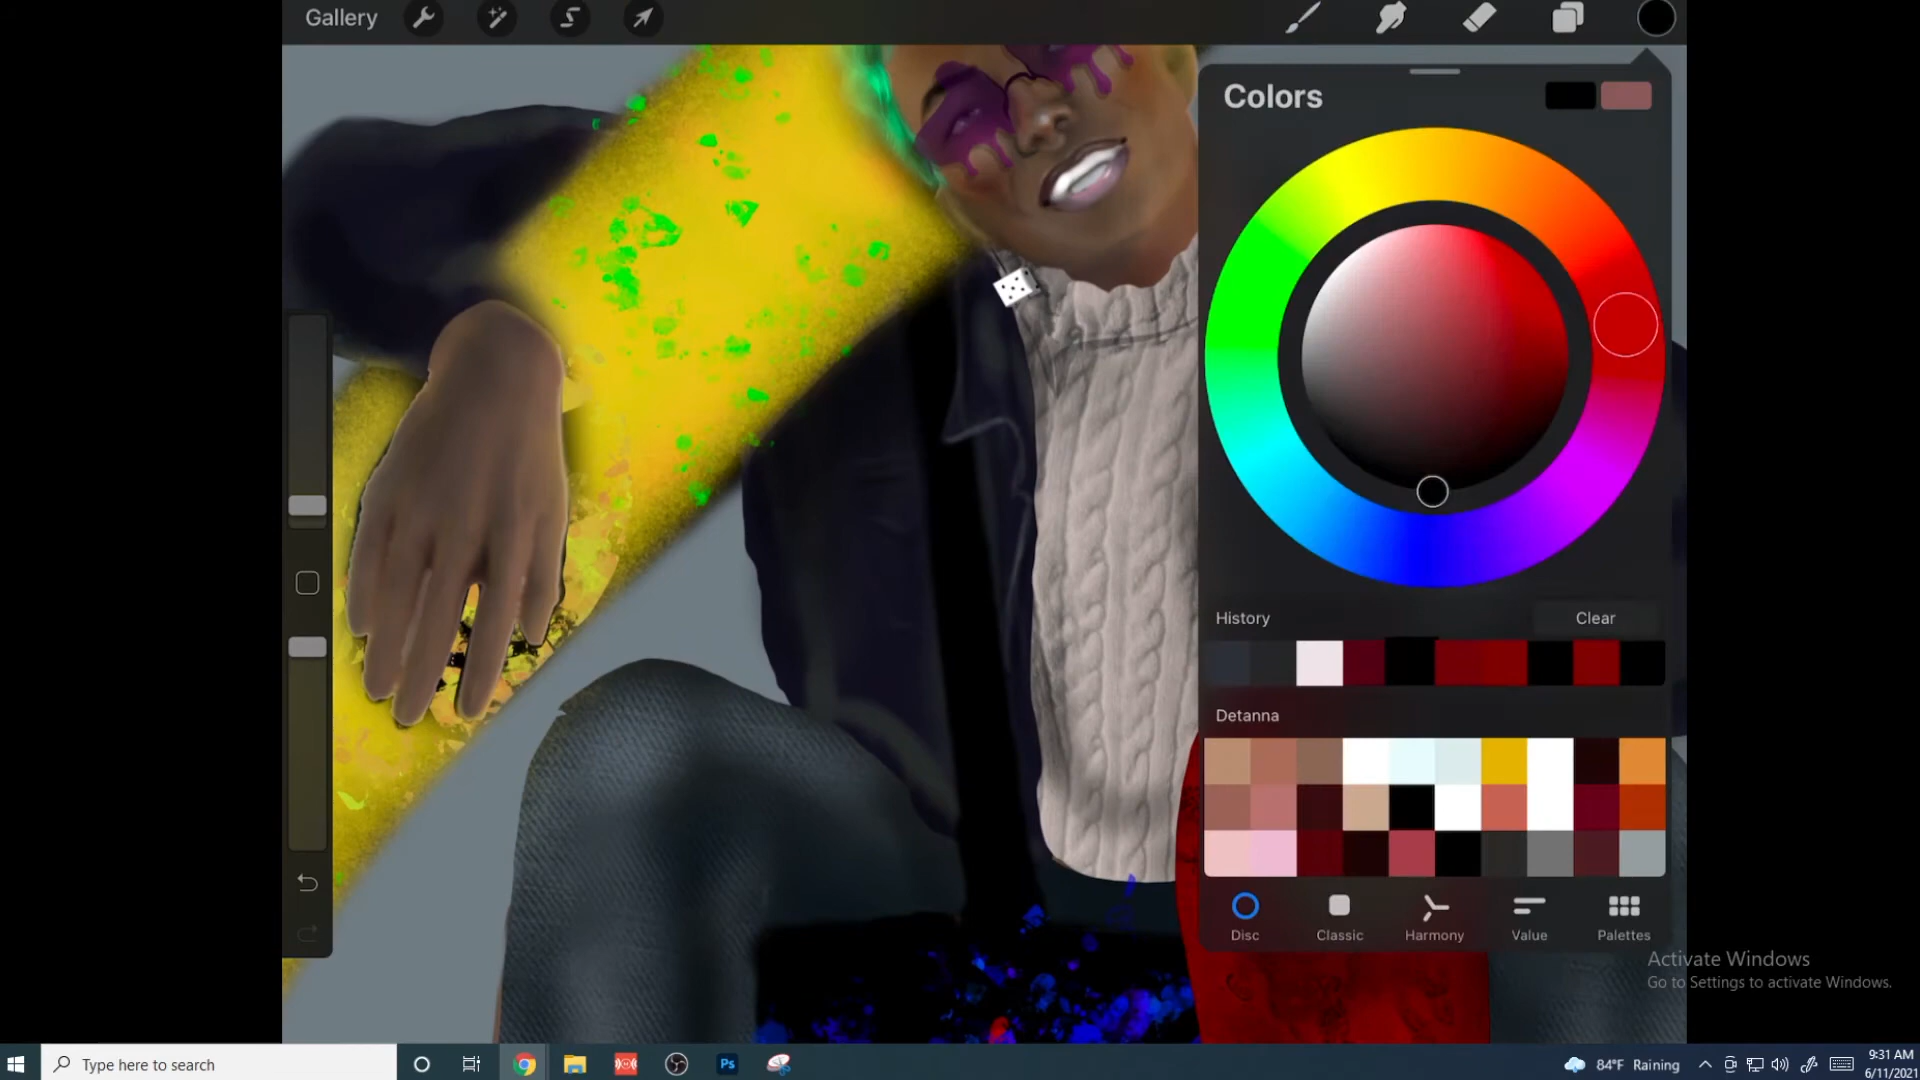 Gallery
Colors
History
Clear
Detanna
Disc
Classic
Harmony
Value
Palettes
Activate Windows
Go to Settings to activate Windows.
Type here to search
Ps
84°F Raining
9:31 AM
6/11/2021